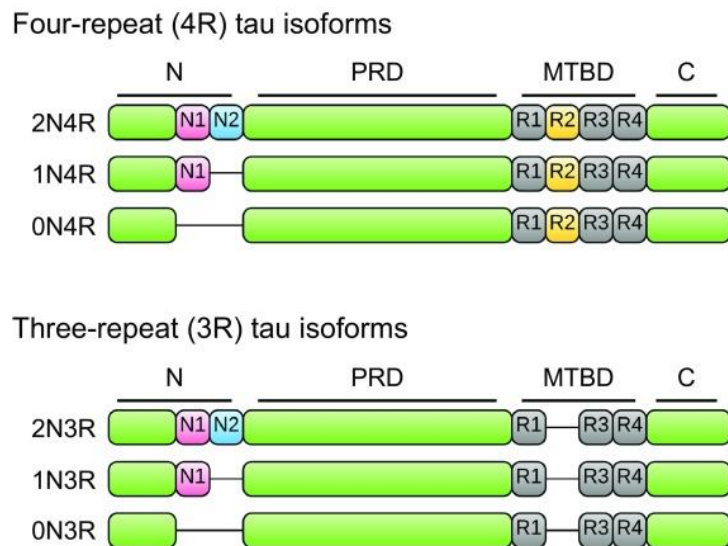 Four-repeat (4R) tau isoforms
N PRD MTBD C
2N4R N1 N2 R1 R2 R3 R4
1N4R N1 R1 R2 R3 R4
0N4R R1 R2 R3 R4
Three-repeat (3R) tau isoforms
N PRD MTBD C
2N3R N1 N2 R1 R3 R4
1N3R N1 R1 R3 R4
0N3R R1 R3 R4